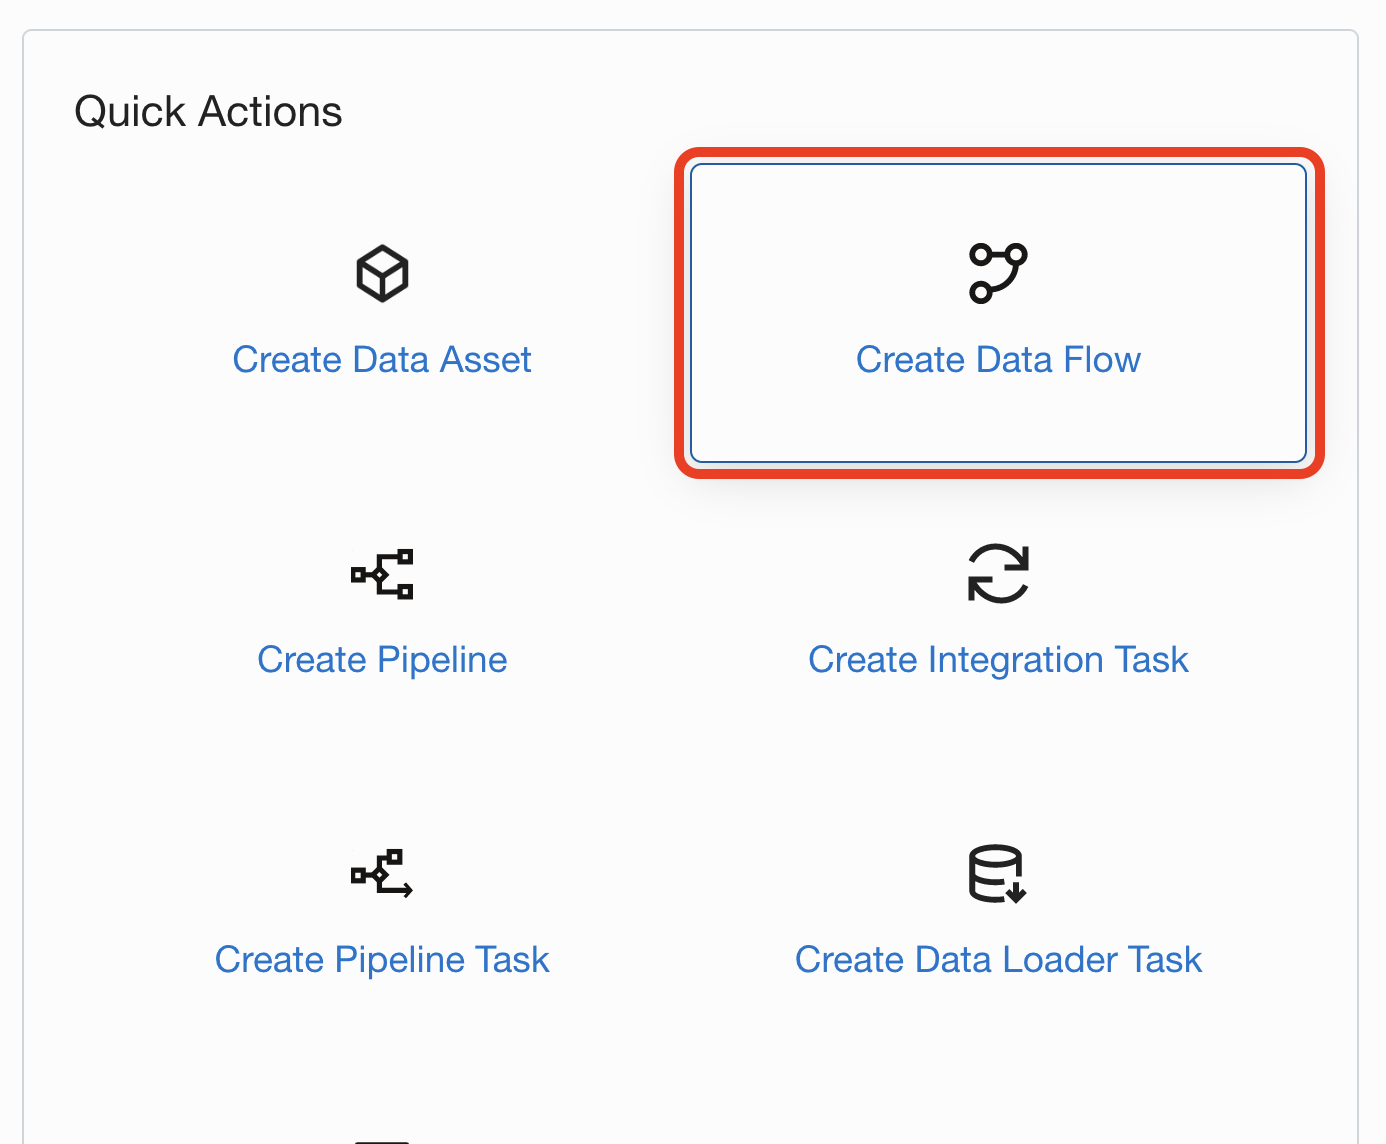 Quick Actions
Create Data Asset
Create Data Flow
Create Pipeline
Create Integration Task
Create Pipeline Task
Create Data Loader Task